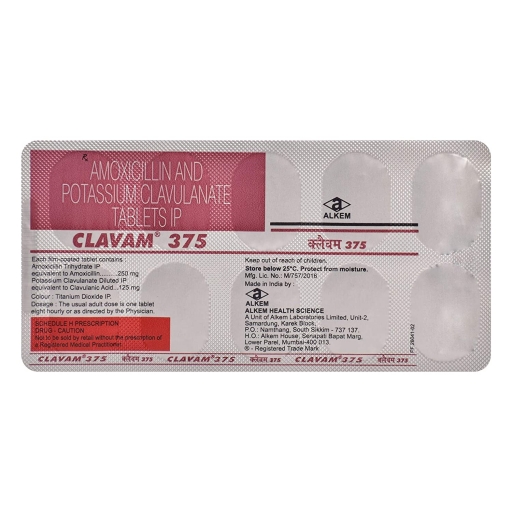 AMOXICILLIN AND
POTASSIUM CLAVULANATE
TABLETS IP
CLAVAM® 375
Each film-coated tablet contains
Amoxicillin Trihydrate IP
equivalent to Amoxicillin.........250 mg
Potassium Clavulanate Diluted IP
equivalent to Clavulanic Acid...125 mg
Colour : Titanium Dioxide IP.
Dosage : The usual adult dose is one tablet
eight hourly or as directed by the Physician.
SCHEDULE H PRESCRIPTION
DRUG - CAUTION
Not to be sold by retail without the prescription of
a Registered Medical Practitioner.
a
ALKEM
क्लैवम 375
Keep out of reach of children.
Store below 25°C. Protect from moisture.
Mfg. Lic. No.: M/757/2016
Made in India by :
a
ALKEM
ALKEM HEALTH SCIENCE
A Unit of Alkem Laboratories Limited, Unit-2,
Samardung, Karek Block,
P.O.: Namthang, South Sikkim - 737 137.
H.O.: Alkem House, Senapati Bapat Marg,
Lower Parel, Mumbai-400 013.
® - Registered Trade Mark
CLAVAM®375 क्लैवम 375 CLAVAM®375 क्लैवम 375 CLAVAM®375